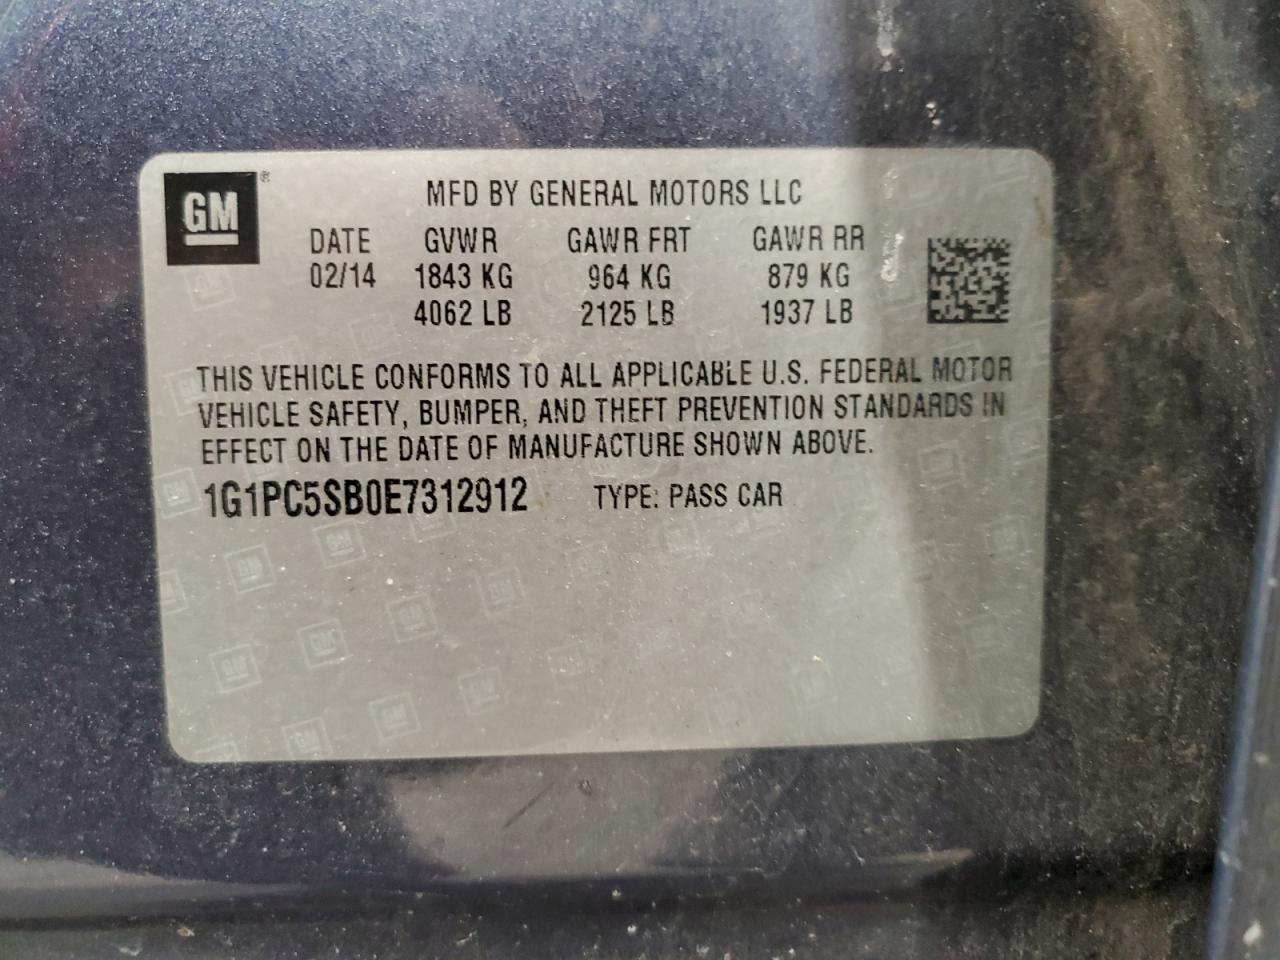 GM ®
MFD BY GENERAL MOTORS LLC
DATE GVWR GAWR FRT GAWR RR
02/14 1843 KG 964 KG 879 KG
4062 LB 2125 LB 1937 LB
THIS VEHICLE CONFORMS TO ALL APPLICABLE U.S. FEDERAL MOTOR
VEHICLE SAFETY, BUMPER, AND THEFT PREVENTION STANDARDS IN
EFFECT ON THE DATE OF MANUFACTURE SHOWN ABOVE.
1G1PC5SB0E7312912 TYPE: PASS CAR